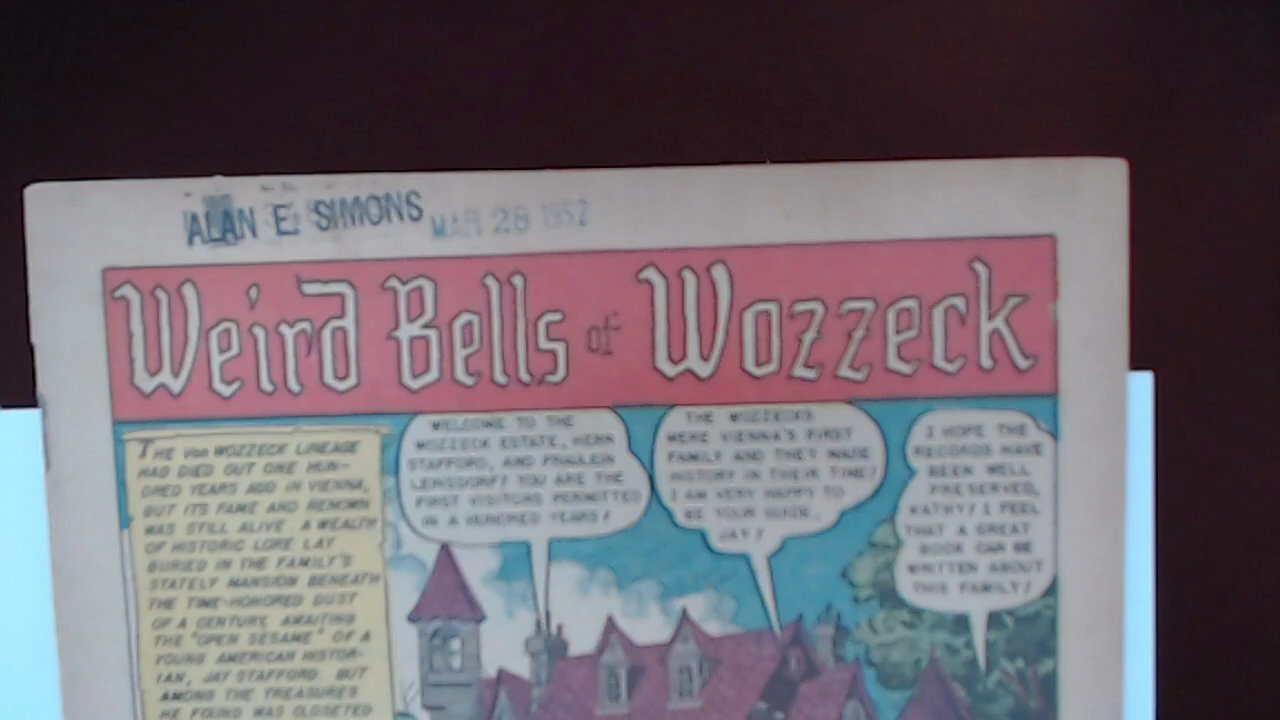 ALAN E. SIMONS MAR 28 1952
Weird Bells of Wozzeck
THE Von WOZZECK LINEAGE
HAD DIED OUT ONE HUN-
DRED YEARS AGO IN VIENNA,
BUT ITS FAME AND RENOWN
WAS STILL ALIVE. A WEALTH
OF HISTORIC LORE LAY
BURIED IN THE FAMILY'S
STATELY MANSION BENEATH
THE TIME-HONORED DUST
OF A CENTURY, AWAITING
THE "OPEN SESAME" OF A
YOUNG AMERICAN HISTOR-
IAN, JAY STAFFORD. BUT
AMONG THE TREASURES
HE FOUND WAS CLOSETED
WELCOME TO THE
WOZZECK ESTATE, HERR
STAFFORD, AND FRAULEIN
LENSDORF! YOU ARE THE
FIRST VISITORS PERMITTED
IN A HUNDRED YEARS!
THE WOZZECKS
WERE VIENNA'S FIRST
FAMILY AND THEY MADE
HISTORY IN THEIR TIME!
I AM VERY HAPPY TO
BE YOUR GUIDE,
JAY!
I HOPE THE
RECORDS HAVE
BEEN WELL
PRESERVED,
KATHY! I FEEL
THAT A GREAT
BOOK CAN BE
WRITTEN ABOUT
THIS FAMILY!